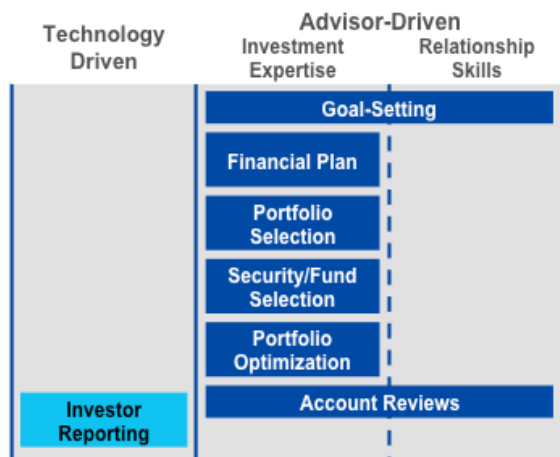 Technology
Driven
Advisor-Driven
Investment
Expertise
Relationship
Skills
Goal-Setting
Financial Plan
Portfolio
Selection
Security/Fund
Selection
Portfolio
Optimization
Account Reviews
Investor
Reporting